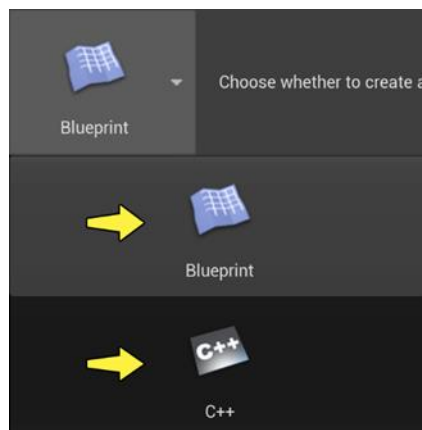 Choose whether to create a
Blueprint
Blueprint
C++
C++